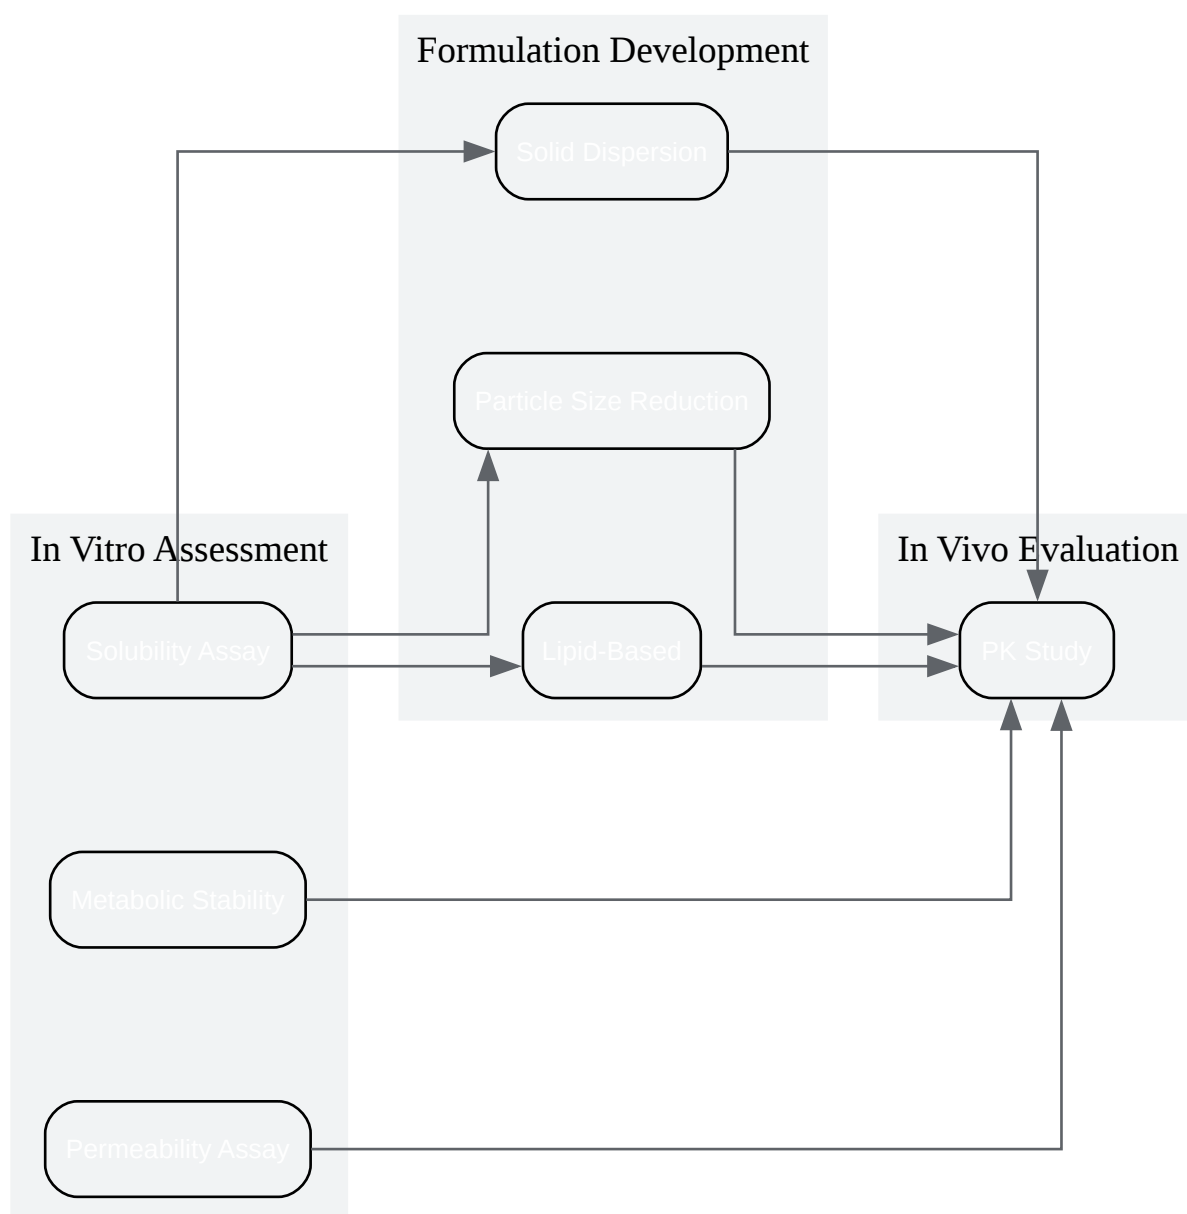 Formulation Development
Solid Dispersion
Particle Size Reduction
Lipid-Based
In Vitro Assessment
Solubility Assay
Metabolic Stability
Permeability Assay
In Vivo Evaluation
PK Study